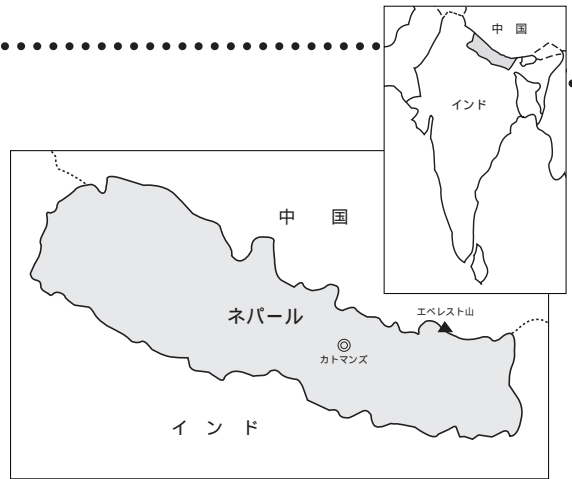 中 国
インド
中 国
エベレスト山
ネパール
カトマンズ
イ ン ド